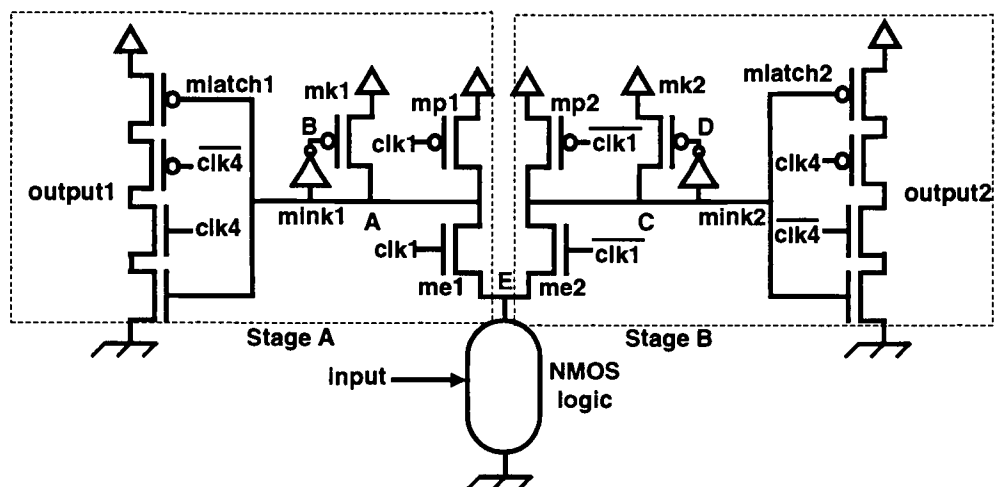 mlatch1
mk1
mp1
mp2
mk2
mlatch2
B
clk1
clk1
D
clk4
clk4
output1
output2
clk4
mink1
A
C
mink2
clk4
clk1
clk1
me1
E
me2
Stage A
Stage B
input
NMOS
logic